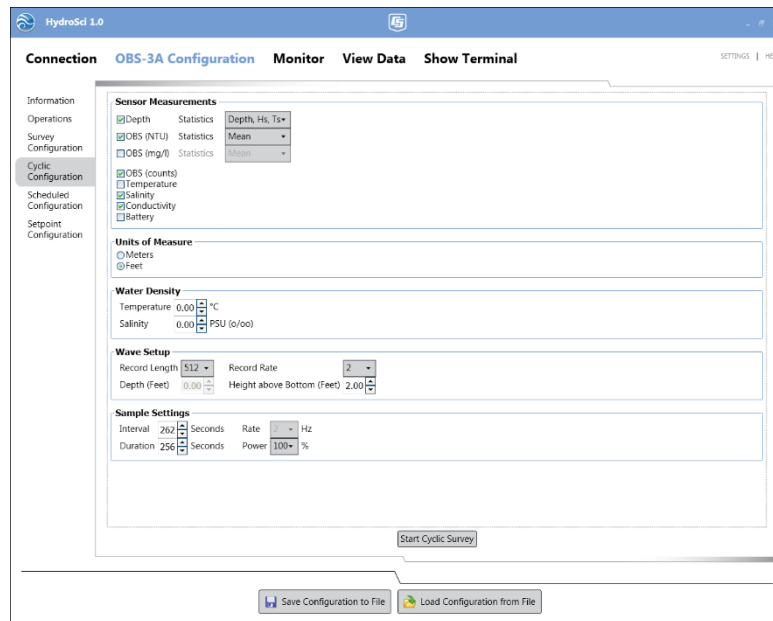 HydroSci 1.0
Connection OBS-3A Configuration Monitor View Data Show Terminal SETTINGS |
Information
Operations
Survey
Configuration
Cyclic
Configuration
Scheduled
Configuration
Setpoint
Configuration
Sensor Measurements
Depth Statistics Depth, Hs, Ts
OBS (NTU) Statistics Mean
OBS (mg/l) Statistics Mean
OBS (counts)
Temperature
Salinity
Conductivity
Battery
Units of Measure
Meters
Feet
Water Density
Temperature 0.00 °C
Salinity 0.00 PSU (o/oo)
Wave Setup
Record Length 512 Record Rate 2
Depth (Feet) 0.00 Height above Bottom (Feet) 2.00
Sample Settings
Interval 262 Seconds Rate 2 Hz
Duration 256 Seconds Power 100 %
Start Cyclic Survey
Save Configuration to File Load Configuration from File